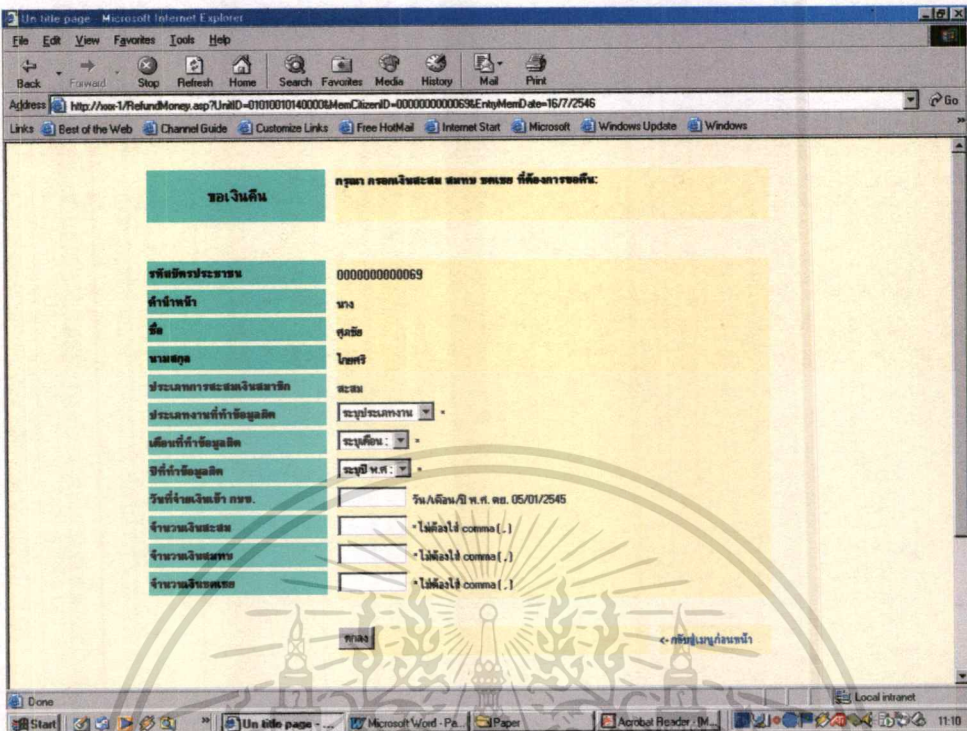 Un title page - Microsoft Internet Explorer
File Edit View Favorites Tools Help
Back Forward Stop Refresh Home Search Favorites Media History Mail Print
Address http://xxx-1/RefundMoney.asp?UnitID=01010010140000&MemCitizenID=0000000000069&EntryMemDate=16/7/2546 Go
Links Best of the Web Channel Guide Customize Links Free HotMail Internet Start Microsoft Windows Update Windows
ขอเงินคืน
กรุณา กรอกเงินสะสม สมทบ ชดเชย ที่ต้องการขอคืน:
รหัสบัตรประชาชน 0000000000069
คำนำหน้า นาง
ชื่อ ศุภชัย
นามสกุล ไทยศรี
ประเภทการสะสมเงินสมาชิก สะสม
ประเภทงานที่ทำข้อมูลผิด ระบุประเภทงาน *
เดือนที่ทำข้อมูลผิด ระบุเดือน : *
ปีที่ทำข้อมูลผิด ระบุปี พ.ศ : *
วันที่จ่ายเงินเข้า กบข. วัน/เดือน/ปี พ.ศ. ตย. 05/01/2545
จำนวนเงินสะสม * ไม่ต้องใส่ comma ( , )
จำนวนเงินสมทบ * ไม่ต้องใส่ comma ( , )
จำนวนเงินชดเชย * ไม่ต้องใส่ comma ( , )
ตกลง <- กลับสู่เมนูก่อนหน้า
Done Local intranet
Start Un title page - ... Microsoft Word - Pa... Paper Acrobat Reader - [M... 11:10